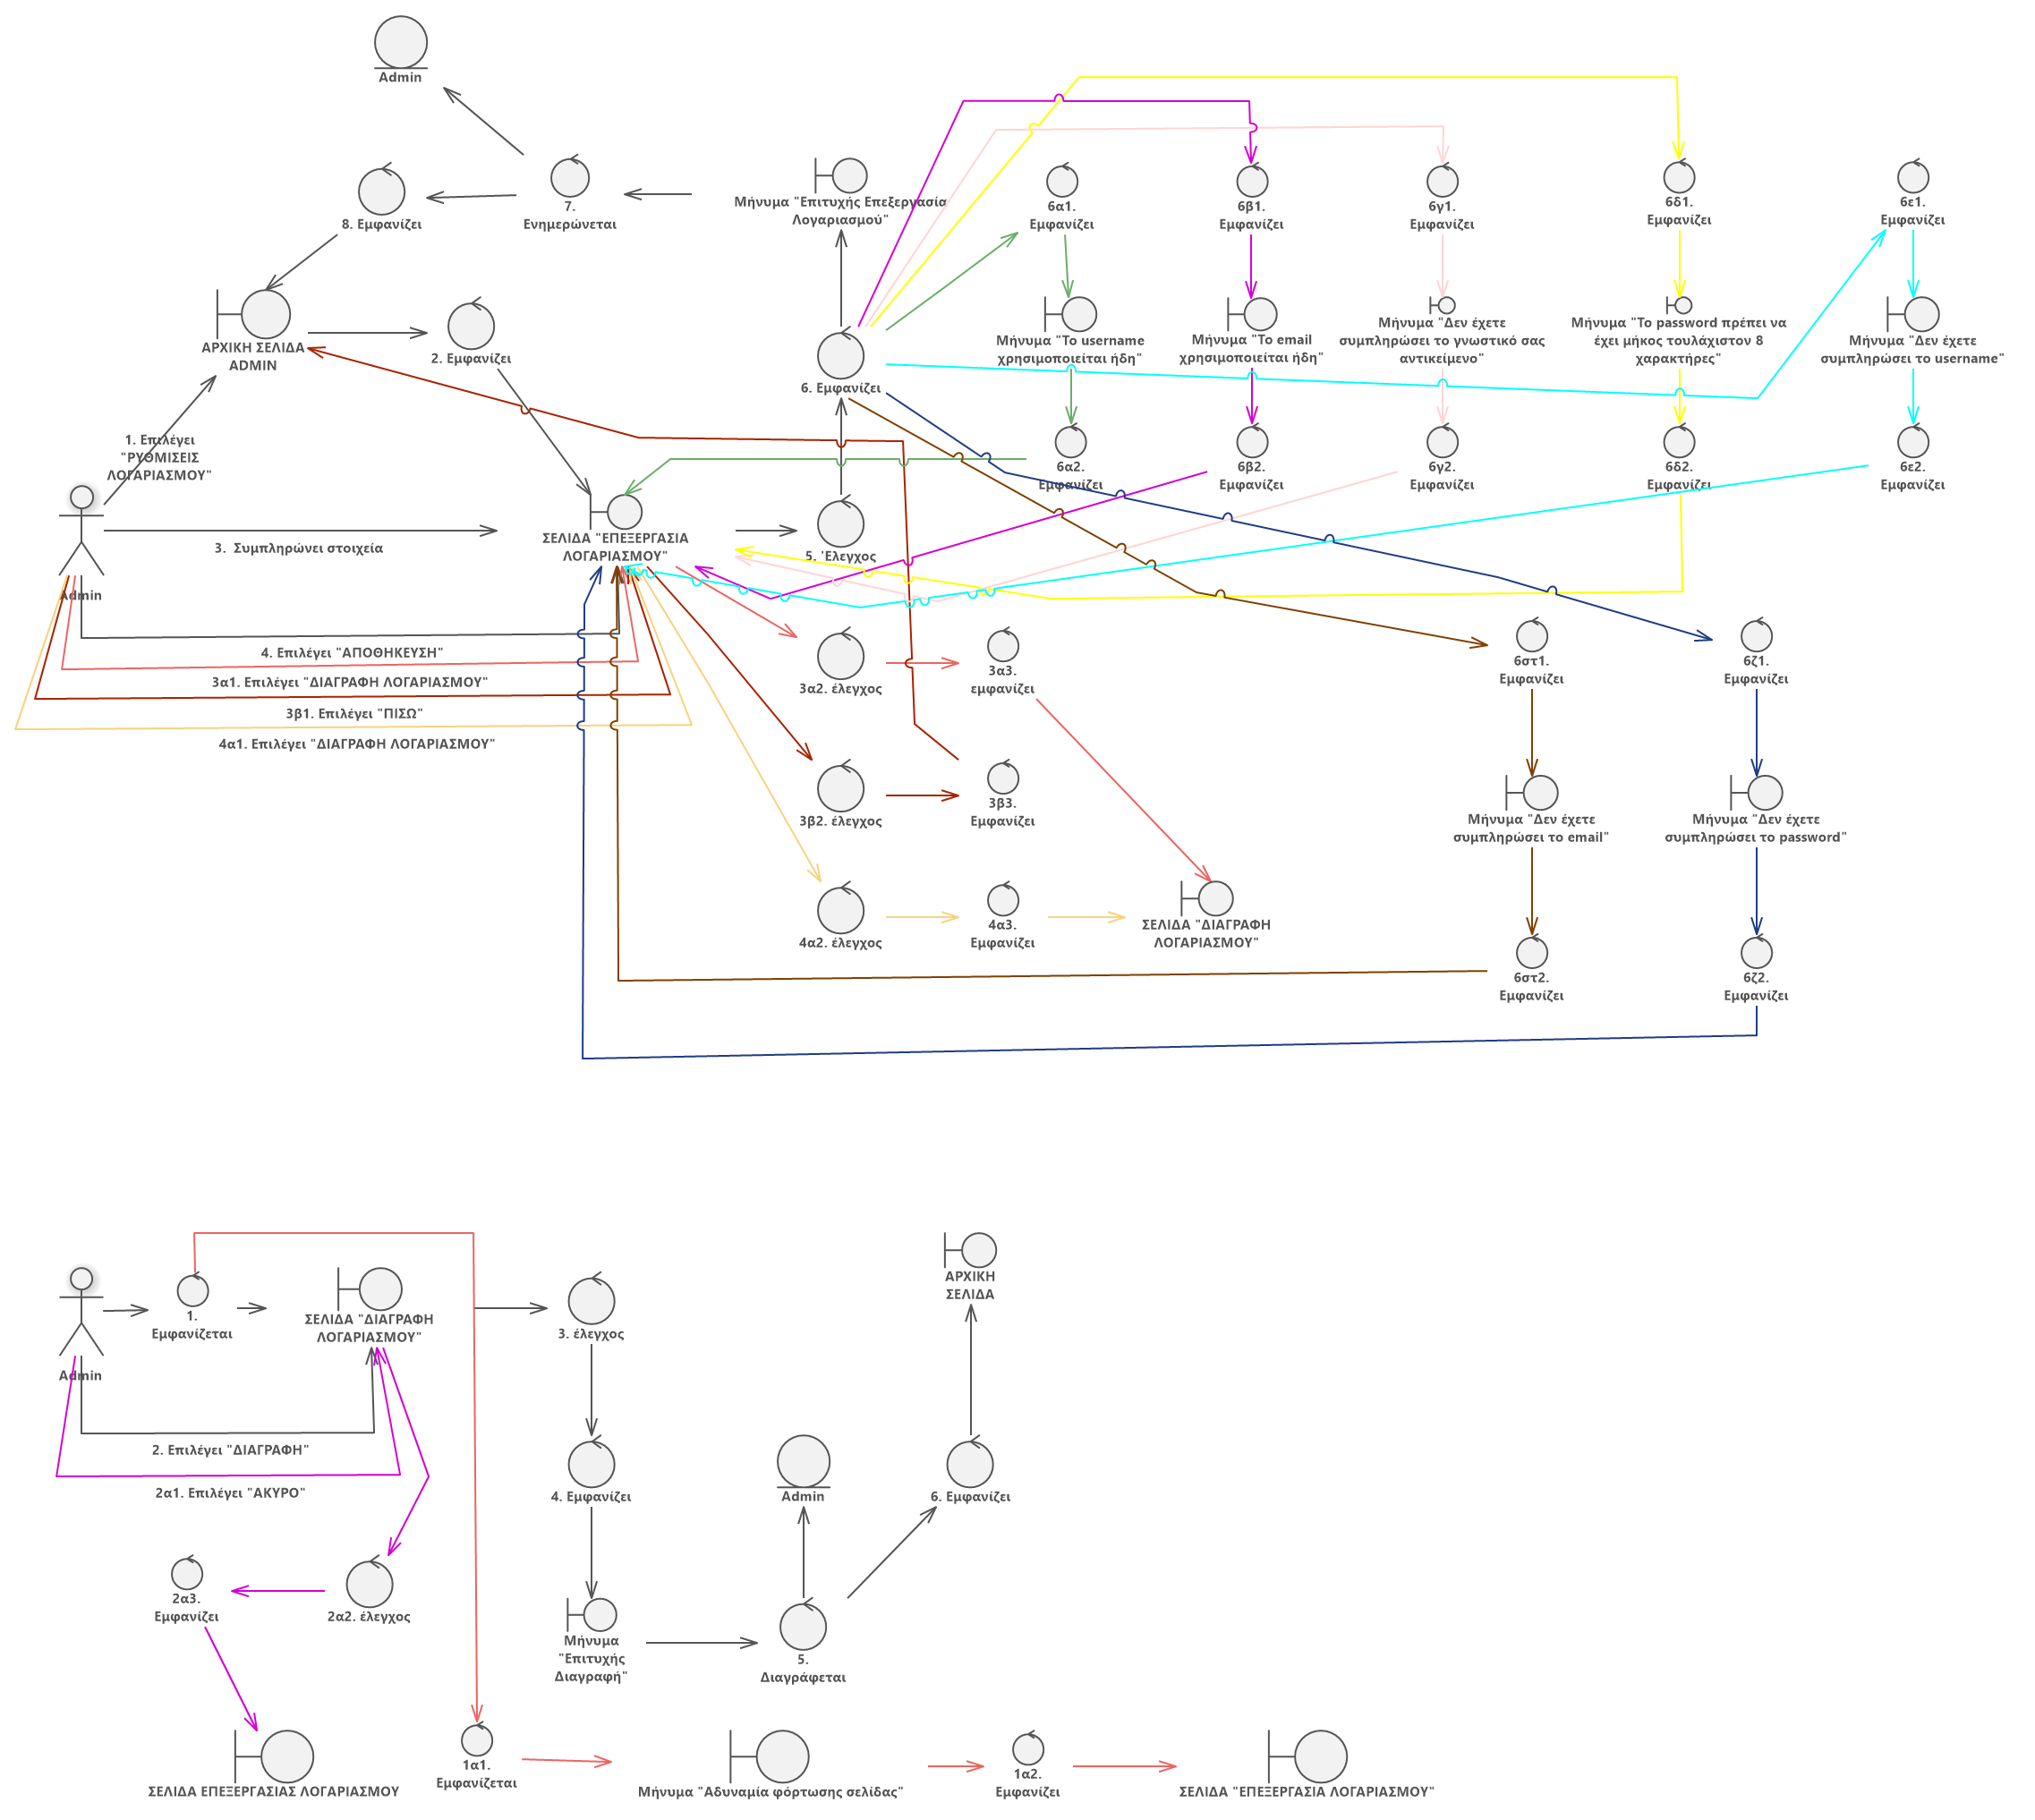 Admin
8. Εμφανίζει
7.
Ενημερώνεται
Μήνυμα "Επιτυχής Επεξεργασία
Λογαριασμού"
6α1.
Εμφανίζει
6β1.
Εμφανίζει
6γ1.
Εμφανίζει
6δ1.
Εμφανίζει
6ε1.
Εμφανίζει
ΑΡΧΙΚΗ ΣΕΛΙΔΑ
ADMIN
2. Εμφανίζει
6. Εμφανίζει
Μήνυμα "Το username
χρησιμοποιείται ήδη"
Μήνυμα "Το email
χρησιμοποιείται ήδη"
Μήνυμα "Δεν έχετε
συμπληρώσει το γνωστικό σας
αντικείμενο"
Μήνυμα "Το password πρέπει να
έχει μήκος τουλάχιστον 8
χαρακτήρες"
Μήνυμα "Δεν έχετε
συμπληρώσει το username"
1. Επιλέγει
"ΡΥΘΜΙΣΕΙΣ
ΛΟΓΑΡΙΑΣΜΟΥ"
6α2.
Εμφανίζει
6β2.
Εμφανίζει
6γ2.
Εμφανίζει
6δ2.
Εμφανίζει
6ε2.
Εμφανίζει
3.  Συμπληρώνει στοιχεία
ΣΕΛΙΔΑ "ΕΠΕΞΕΡΓΑΣΙΑ
ΛΟΓΑΡΙΑΣΜΟΥ"
5. 'Ελεγχος
Admin
4. Επιλέγει "ΑΠΟΘΗΚΕΥΣΗ"
3α1. Επιλέγει "ΔΙΑΓΡΑΦΗ ΛΟΓΑΡΙΑΣΜΟΥ"
3β1. Επιλέγει "ΠΙΣΩ"
4α1. Επιλέγει "ΔΙΑΓΡΑΦΗ ΛΟΓΑΡΙΑΣΜΟΥ"
3α2. έλεγχος
3α3.
εμφανίζει
6στ1.
Εμφανίζει
6ζ1.
Εμφανίζει
3β2. έλεγχος
3β3.
Εμφανίζει
Μήνυμα "Δεν έχετε
συμπληρώσει το email"
Μήνυμα "Δεν έχετε
συμπληρώσει το password"
4α2. έλεγχος
4α3.
Εμφανίζει
ΣΕΛΙΔΑ "ΔΙΑΓΡΑΦΗ
ΛΟΓΑΡΙΑΣΜΟΥ"
6στ2.
Εμφανίζει
6ζ2.
Εμφανίζει
ΑΡΧΙΚΗ
ΣΕΛΙΔΑ
1.
Εμφανίζεται
ΣΕΛΙΔΑ "ΔΙΑΓΡΑΦΗ
ΛΟΓΑΡΙΑΣΜΟΥ"
3. έλεγχος
Admin
2. Επιλέγει "ΔΙΑΓΡΑΦΗ"
2α1. Επιλέγει "ΑΚΥΡΟ"
4. Εμφανίζει
Admin
6. Εμφανίζει
2α3.
Εμφανίζει
2α2. έλεγχος
Μήνυμα
"Επιτυχής
Διαγραφή"
5.
Διαγράφεται
ΣΕΛΙΔΑ ΕΠΕΞΕΡΓΑΣΙΑΣ ΛΟΓΑΡΙΑΣΜΟΥ
1α1.
Εμφανίζεται
Μήνυμα "Αδυναμία φόρτωσης σελίδας"
1α2.
Εμφανίζει
ΣΕΛΙΔΑ "ΕΠΕΞΕΡΓΑΣΙΑ ΛΟΓΑΡΙΑΣΜΟΥ"